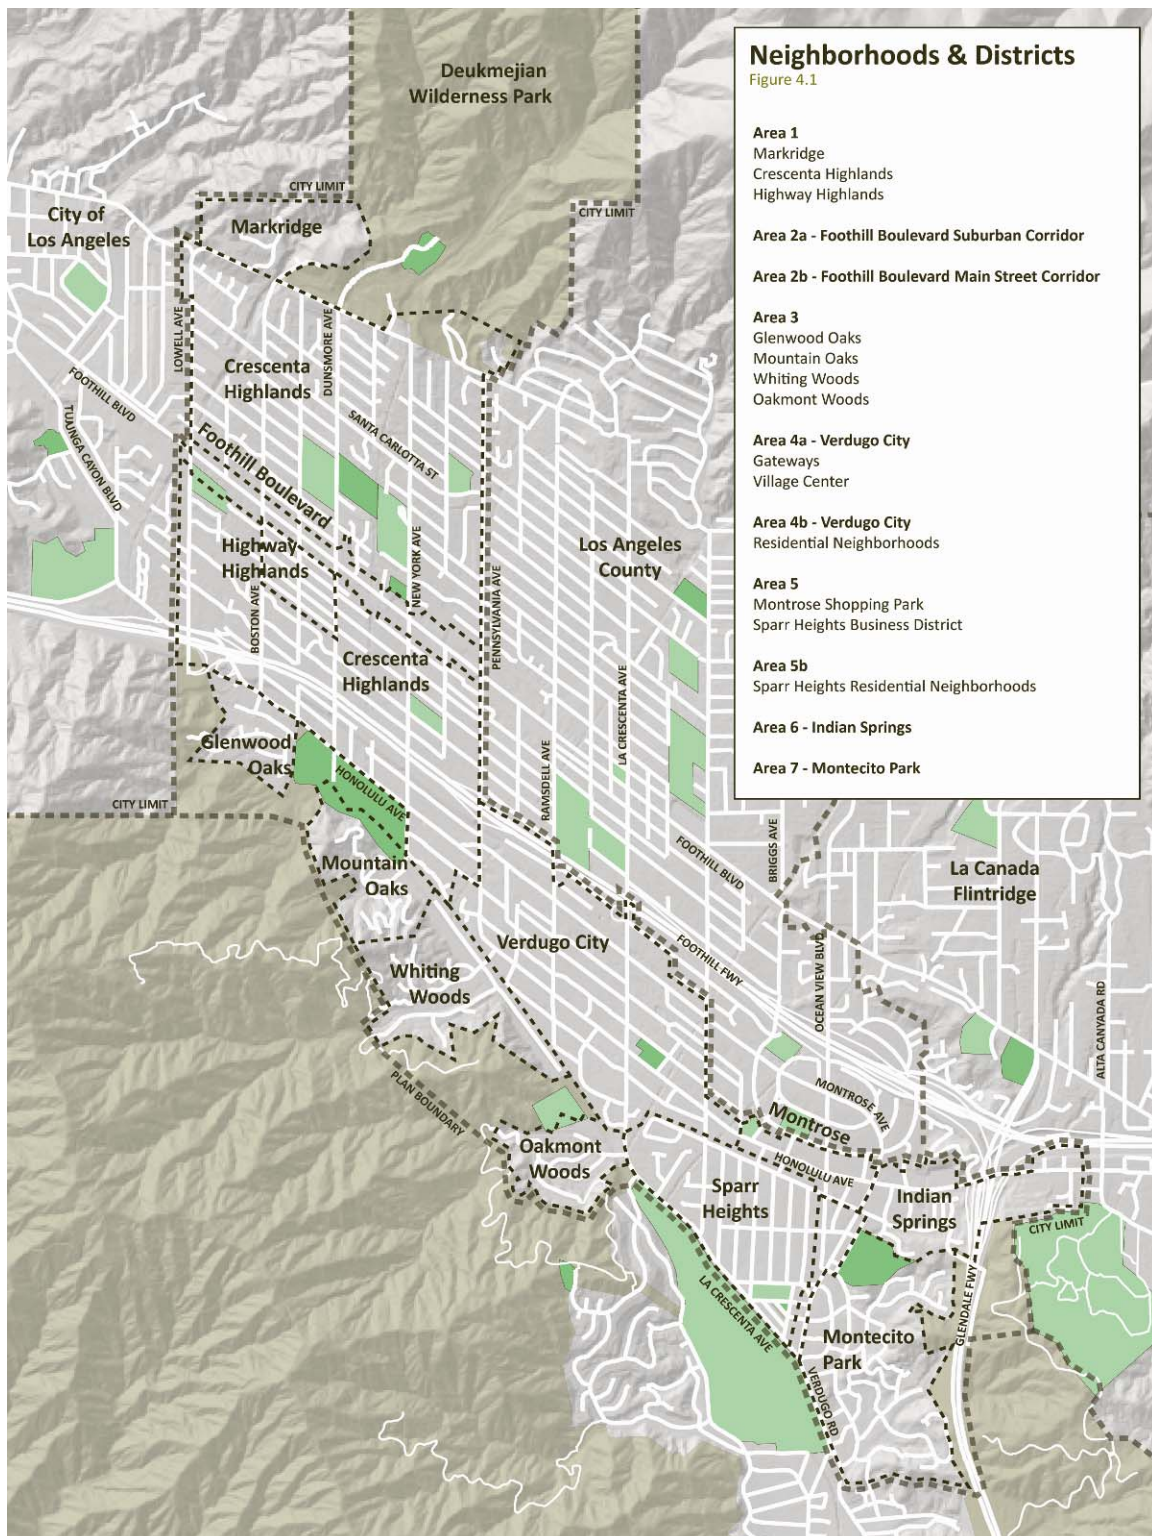 Neighborhoods & Districts
Figure 4.1
Area 1
Markridge
Crescenta Highlands
Highway Highlands
Area 2a - Foothill Boulevard Suburban Corridor
Area 2b - Foothill Boulevard Main Street Corridor
Area 3
Glenwood Oaks
Mountain Oaks
Whiting Woods
Oakmont Woods
Area 4a - Verdugo City
Gateways
Village Center
Area 4b - Verdugo City
Residential Neighborhoods
Area 5
Montrose Shopping Park
Sparr Heights Business District
Area 5b
Sparr Heights Residential Neighborhoods
Area 6 - Indian Springs
Area 7 - Montecito Park
Deukmejian
Wilderness Park
CITY LIMIT
CITY LIMIT
City of
Los Angeles
Markridge
LOWELL AVE
DUNSMORE AVE
Crescenta
Highlands
FOOTHILL BLVD
TUJUNGA CAYON BLVD
SANTA CARLOTTA ST
Foothill Boulevard
Highway
Highlands
NEW YORK AVE
Los Angeles
County
PENNSYLVANIA AVE
BOSTON AVE
Crescenta
Highlands
LA CRESCENTA AVE
Glenwood
Oaks
HONOLULU AVE
RAMSDELL AVE
CITY LIMIT
FOOTHILL BLVD
BRIGGS AVE
Mountain
Oaks
La Canada
Flintridge
Verdugo City
FOOTHILL FWY
OCEAN VIEW BLVD
Whiting
Woods
ALTA CANYADA RD
PLAN BOUNDARY
MONTROSE AVE
Montrose
Oakmont
Woods
HONOLULU AVE
Sparr
Heights
Indian
Springs
CITY LIMIT
LA CRESCENTA AVE
GLENDALE FWY
Montecito
Park
VERDUGO RD